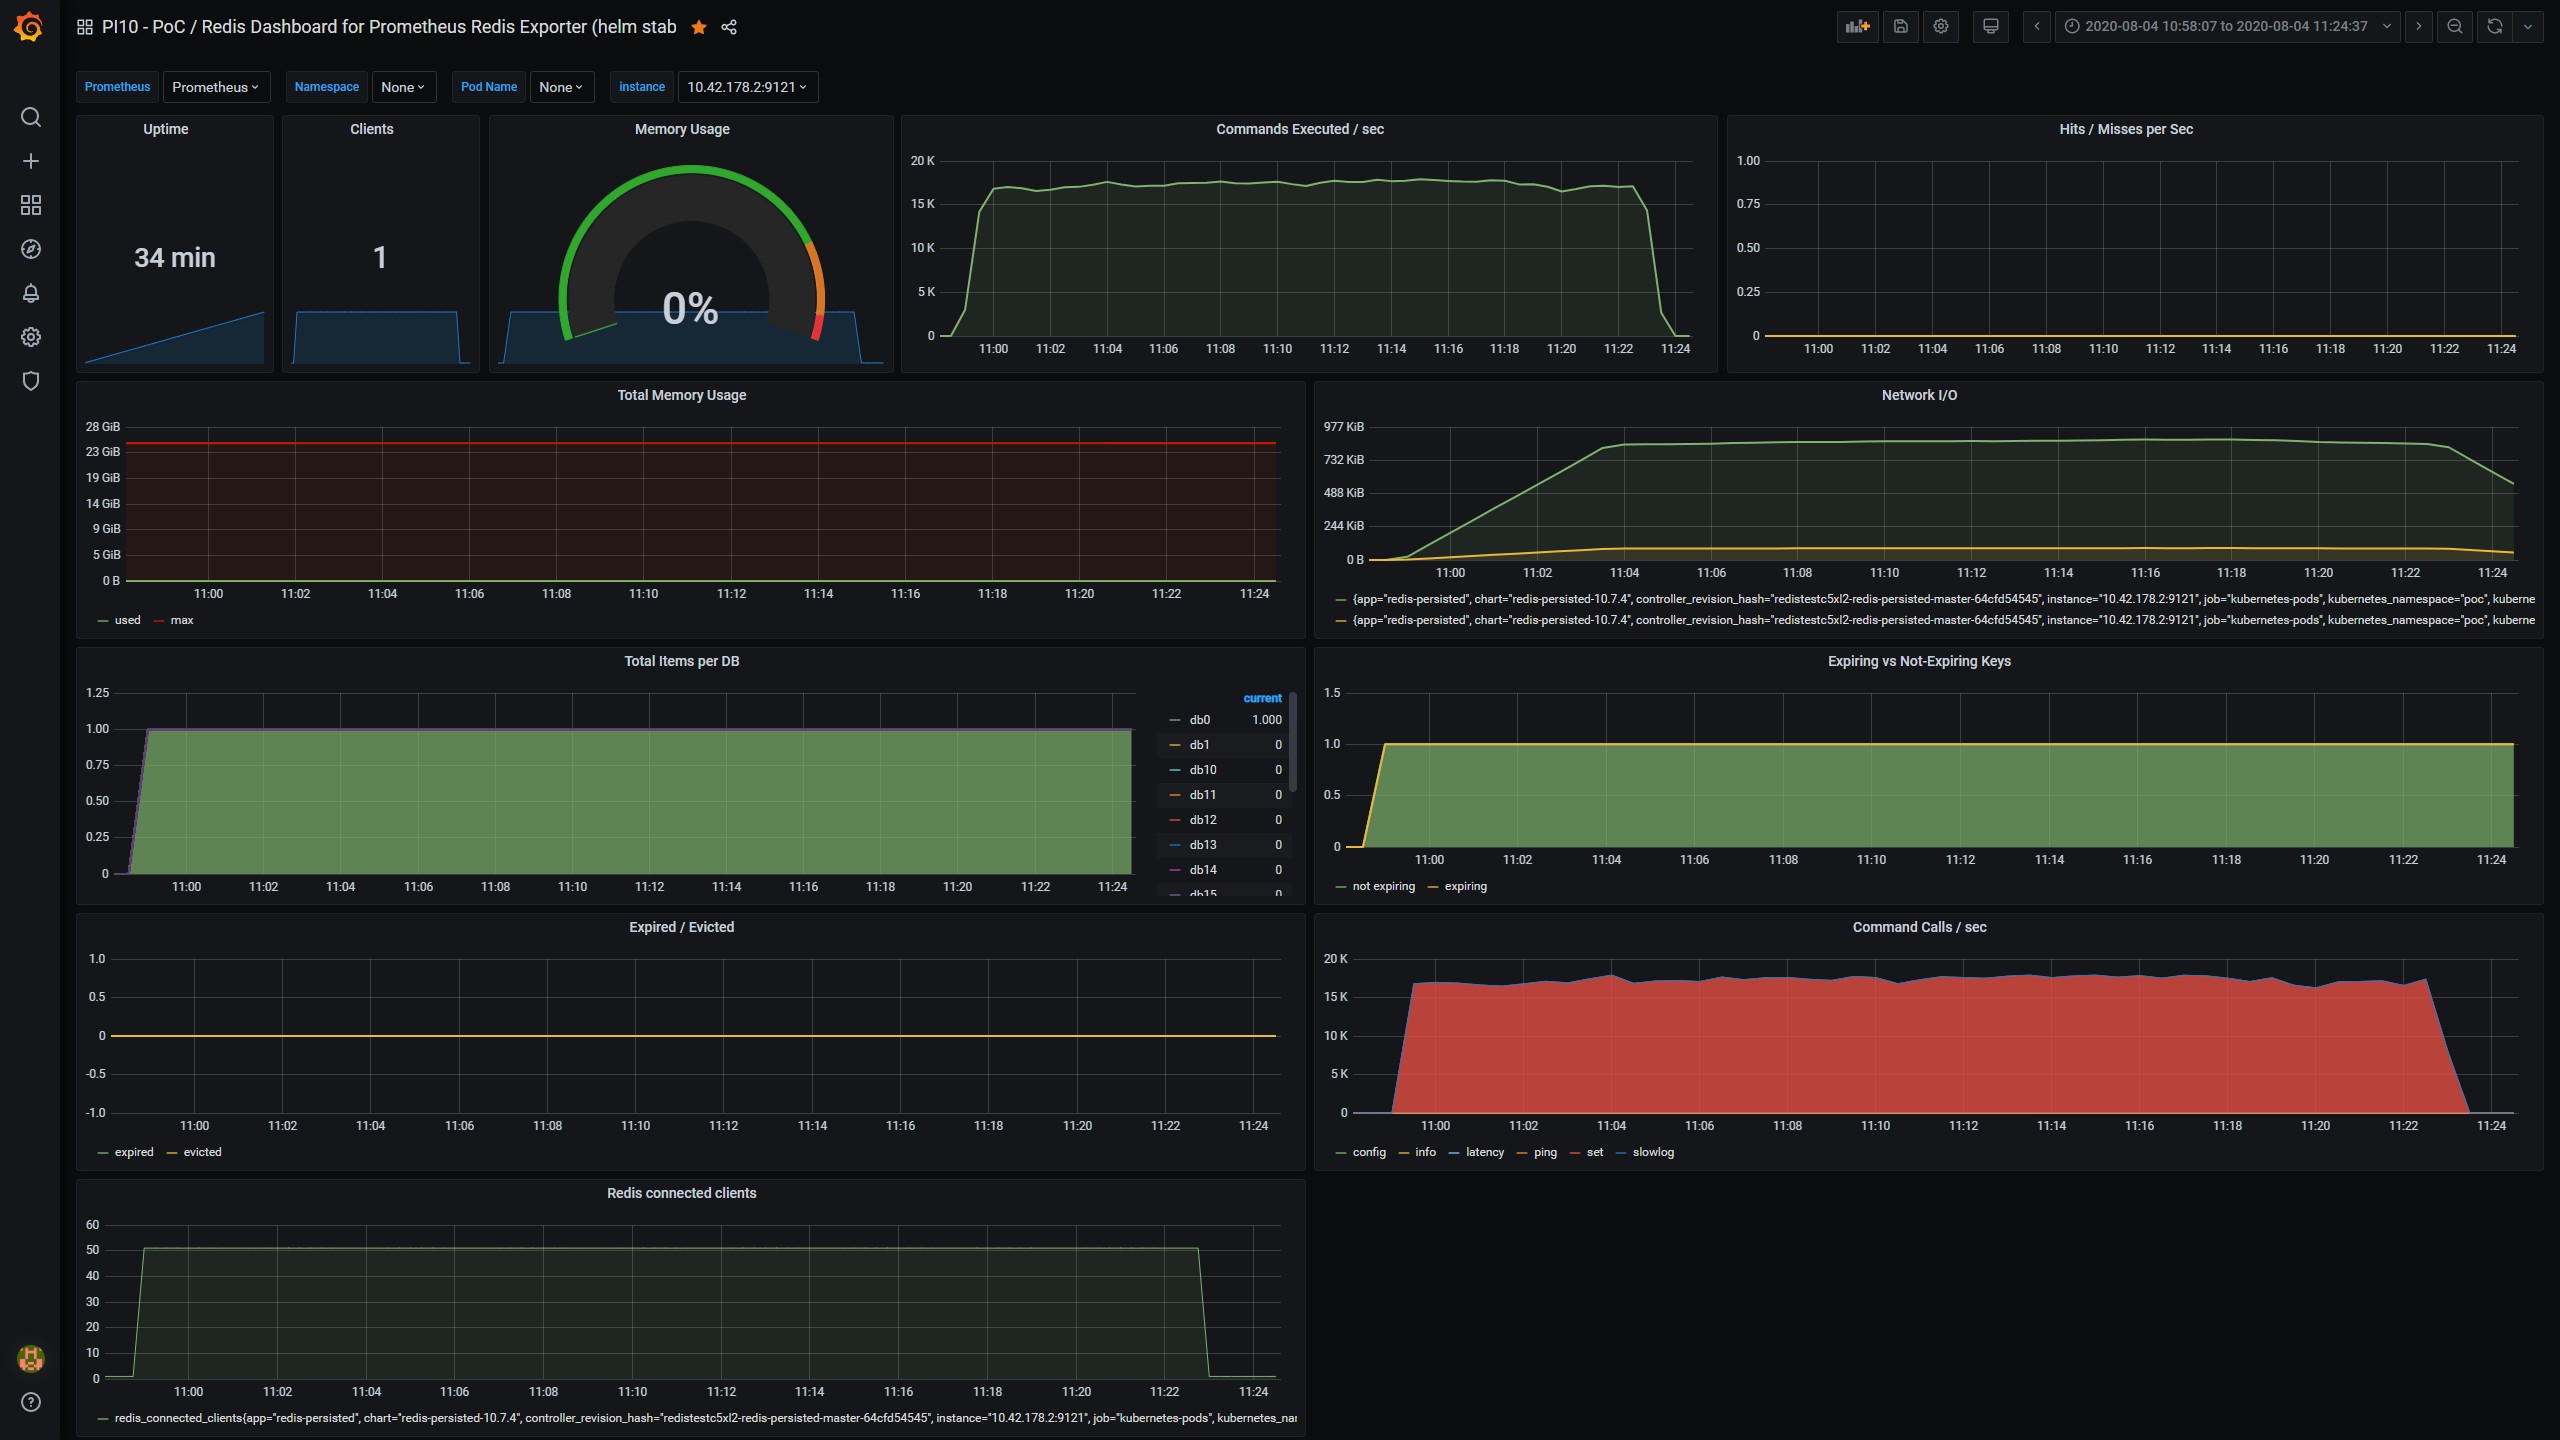 PI10 - PoC / Redis Dashboard for Prometheus Redis Exporter (helm stab
2020-08-04 10:58:07 to 2020-08-04 11:24:37
Prometheus Prometheus Namespace None Pod Name None instance 10.42.178.2:9121
Uptime
34 min
Clients
1
Memory Usage
0%
Commands Executed / sec
20 K
15 K
10 K
5 K
0
11:00 11:02 11:04 11:06 11:08 11:10 11:12 11:14 11:16 11:18 11:20 11:22 11:24
Hits / Misses per Sec
1.00
0.75
0.50
0.25
0
11:00 11:02 11:04 11:06 11:08 11:10 11:12 11:14 11:16 11:18 11:20 11:22 11:24
Total Memory Usage
28 GiB
23 GiB
19 GiB
14 GiB
9 GiB
5 GiB
0 B
11:00 11:02 11:04 11:06 11:08 11:10 11:12 11:14 11:16 11:18 11:20 11:22 11:24
used max
Network I/O
977 KiB
732 KiB
488 KiB
244 KiB
0 B
11:00 11:02 11:04 11:06 11:08 11:10 11:12 11:14 11:16 11:18 11:20 11:22 11:24
{app="redis-persisted", chart="redis-persisted-10.7.4", controller_revision_hash="redistestc5xl2-redis-persisted-master-64cfd54545", instance="10.42.178.2:9121", job="kubernetes-pods", kubernetes_namespace="poc", kuberne
{app="redis-persisted", chart="redis-persisted-10.7.4", controller_revision_hash="redistestc5xl2-redis-persisted-master-64cfd54545", instance="10.42.178.2:9121", job="kubernetes-pods", kubernetes_namespace="poc", kuberne
Total Items per DB
1.25
1.00
0.75
0.50
0.25
0
11:00 11:02 11:04 11:06 11:08 11:10 11:12 11:14 11:16 11:18 11:20 11:22 11:24
current
db0 1.000
db1 0
db10 0
db11 0
db12 0
db13 0
db14 0
db15 0
Expiring vs Not-Expiring Keys
1.5
1.0
0.5
0
11:00 11:02 11:04 11:06 11:08 11:10 11:12 11:14 11:16 11:18 11:20 11:22 11:24
not expiring expiring
Expired / Evicted
1.0
0.5
0
-0.5
-1.0
11:00 11:02 11:04 11:06 11:08 11:10 11:12 11:14 11:16 11:18 11:20 11:22 11:24
expired evicted
Command Calls / sec
20 K
15 K
10 K
5 K
0
11:00 11:02 11:04 11:06 11:08 11:10 11:12 11:14 11:16 11:18 11:20 11:22 11:24
config info latency ping set slowlog
Redis connected clients
60
50
40
30
20
10
0
11:00 11:02 11:04 11:06 11:08 11:10 11:12 11:14 11:16 11:18 11:20 11:22 11:24
redis_connected_clients{app="redis-persisted", chart="redis-persisted-10.7.4", controller_revision_hash="redistestc5xl2-redis-persisted-master-64cfd54545", instance="10.42.178.2:9121", job="kubernetes-pods", kubernetes_nar